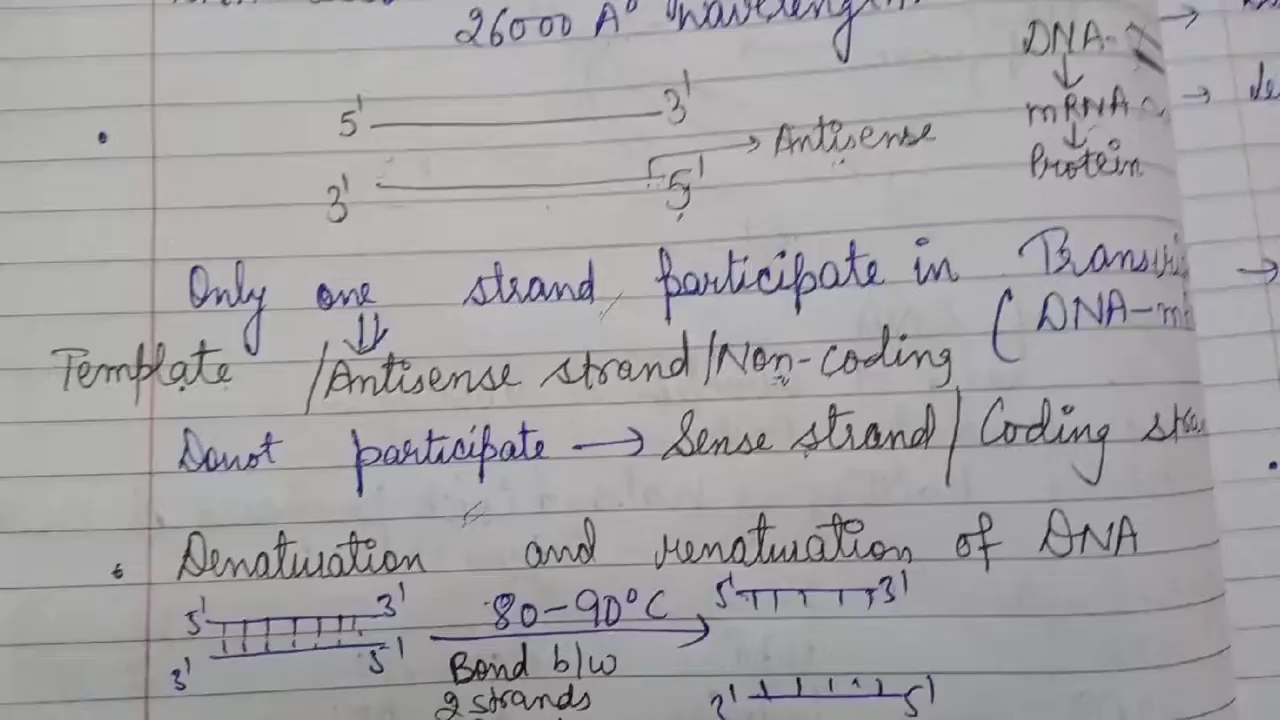 26000 A° Wavelength
DNA →
5' 3'
mRNA →
→ Antisense
Protein
3' 5'
Only one strand participate in
(DNA-m
Template /Antisense strand/Non-coding
Donot participate → Sense strand/ Coding
Denaturation and renaturation of DNA
5' 3' 80-90°C 5' 3'
3' 5' Bond b/w
2 strands 3' 5'